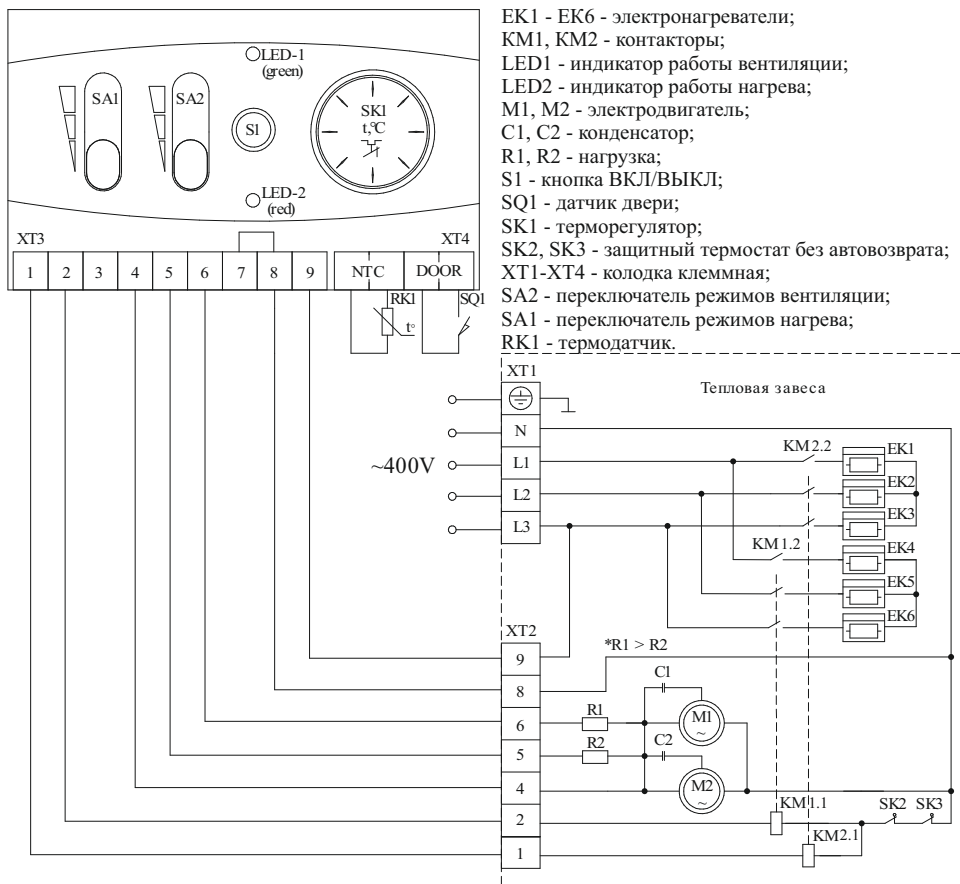 LED-1
(green)
SA1
SA2
S1
SK1
t,°C
LED-2
(red)
XT3
XT4
1 2 3 4 5 6 7 8 9
NTC
DOOR
RK1
t°
SQ1
EK1 - EK6 - электронагреватели;
KM1, KM2 - контакторы;
LED1 - индикатор работы вентиляции;
LED2 - индикатор работы нагрева;
M1, M2 - электродвигатель;
C1, C2 - конденсатор;
R1, R2 - нагрузка;
S1 - кнопка ВКЛ/ВЫКЛ;
SQ1 - датчик двери;
SK1 - терморегулятор;
SK2, SK3 - защитный термостат без автовозврата;
XT1-XT4 - колодка клеммная;
SA2 - переключатель режимов вентиляции;
SA1 - переключатель режимов нагрева;
RK1 - термодатчик.
XT1
Тепловая завеса
N
L1
L2
L3
~400V
KM2.2
EK1
EK2
EK3
KM1.2
EK4
EK5
EK6
XT2
9
*R1 > R2
8
C1
6
R1
M1
~
5
R2
C2
4
M2
~
2
KM1.1
SK2
SK3
1
KM2.1